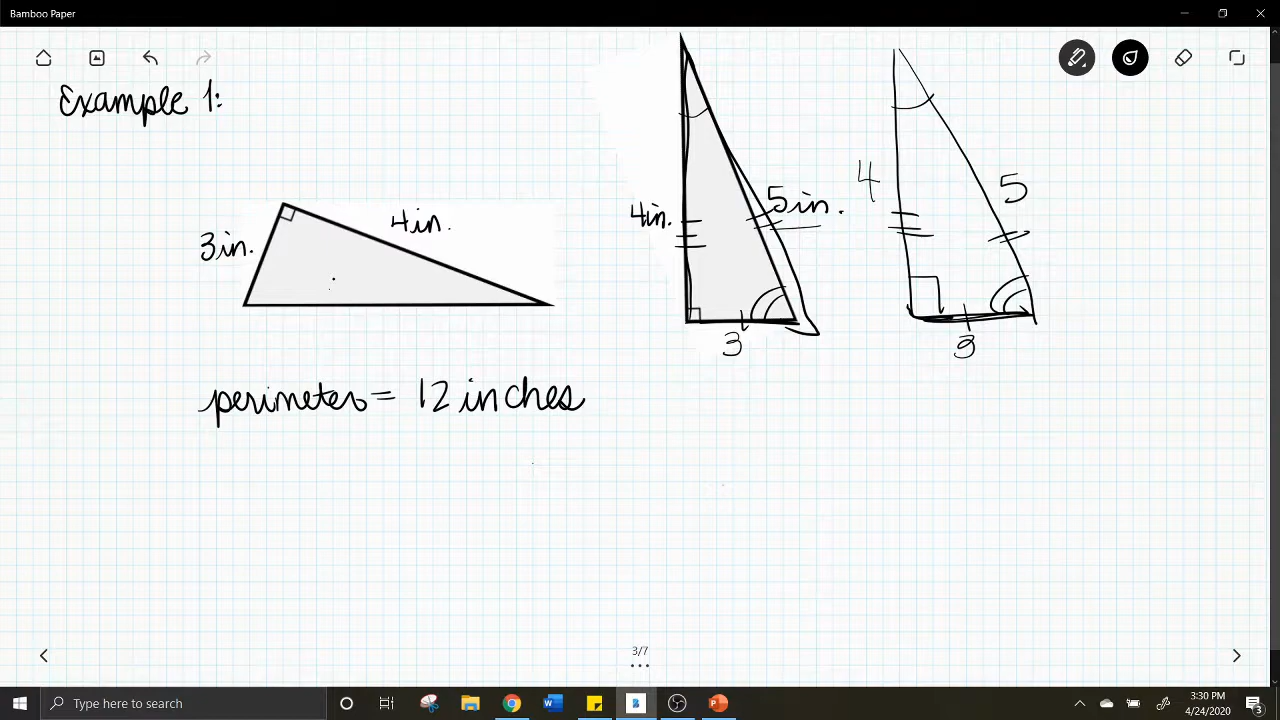 Bamboo Paper
Example 1:
3in.
4in.
4in.
5in.
3
4
5
3
perimeter = 12 inches
3/7
Type here to search
3:30 PM
4/24/2020
3